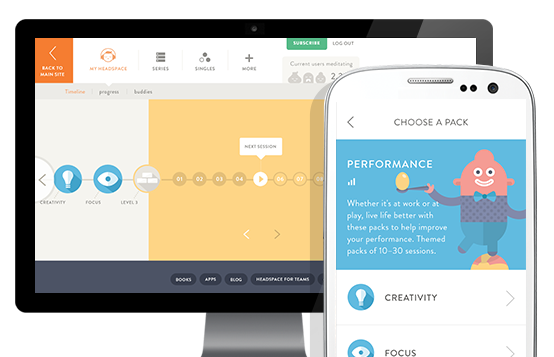 BACK TO
MAIN SITE
MY HEADSPACE
SERIES
SINGLES
MORE
SUBSCRIBE
LOG OUT
Current users meditating
Timeline
progress
buddies
NEXT SESSION
01
02
03
04
06
07
CREATIVITY
FOCUS
LEVEL 3
BOOKS
APPS
BLOG
HEADSPACE FOR TEAMS
CHOOSE A PACK
PERFORMANCE
Whether it's at work or at
play, live life better with
these packs to help improve
your performance. Themed
packs of 10–30 sessions.
CREATIVITY
FOCUS